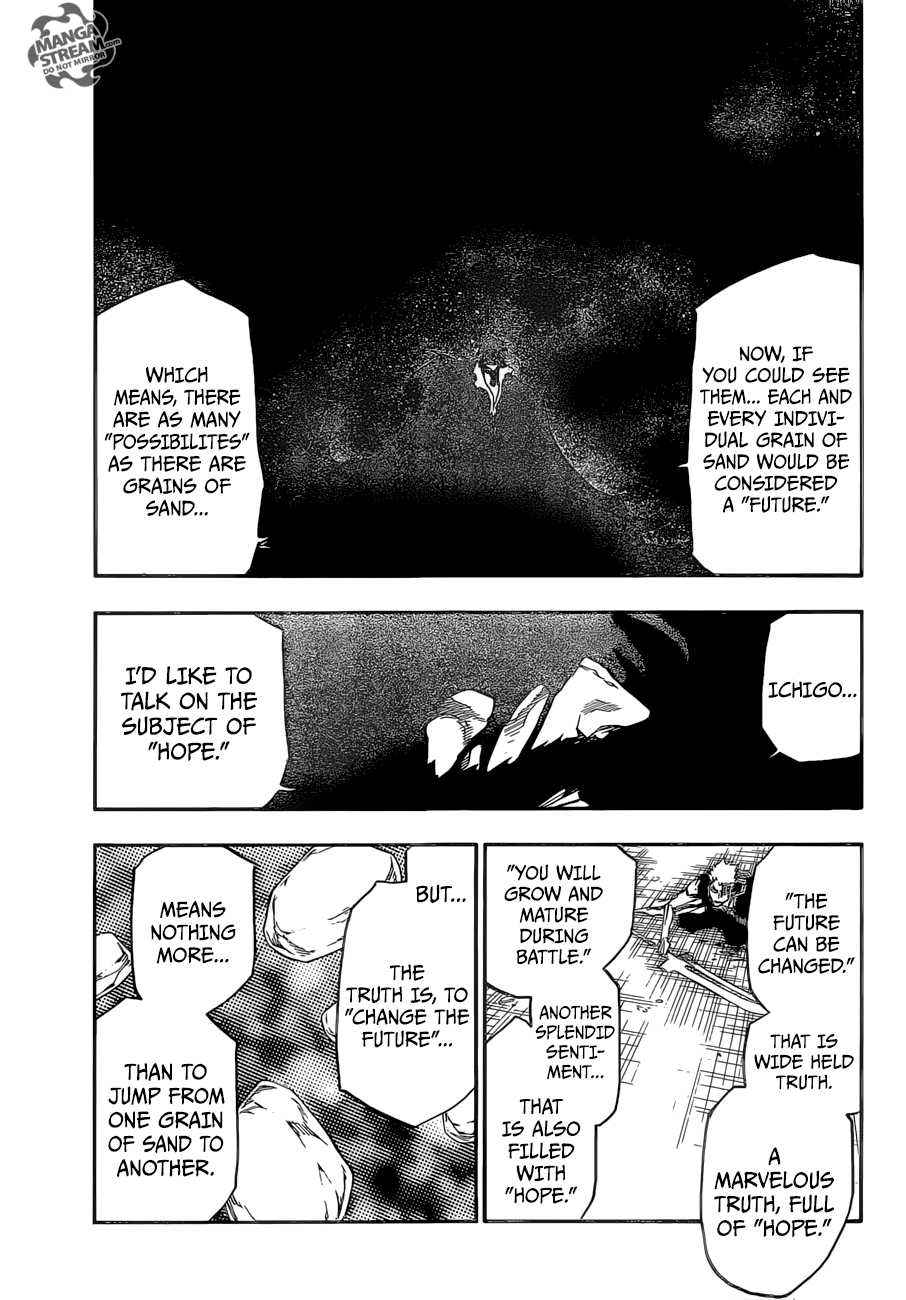 MANGA
STREAM.com
DO NOT MIRROR
NOW, IF
YOU COULD SEE
THEM... EACH AND
EVERY INDIVI-
DUAL GRAIN OF
SAND WOULD BE
CONSIDERED
A "FUTURE."
WHICH
MEANS, THERE
ARE AS MANY
"POSSIBILITES"
AS THERE ARE
GRAINS OF
SAND...
ICHIGO...
I'D LIKE TO
TALK ON THE
SUBJECT OF
"HOPE."
"THE
FUTURE
CAN BE
CHANGED."
THAT IS
WIDE HELD
TRUTH.
A
MARVELOUS
TRUTH, FULL
OF "HOPE."
"YOU WILL
GROW AND
MATURE
DURING
BATTLE."
ANOTHER
SPLENDID
SENTI-
MENT...
THAT
IS ALSO
FILLED
WITH
"HOPE."
BUT...
THE
TRUTH IS, TO
"CHANGE THE
FUTURE"...
MEANS
NOTHING
MORE...
THAN TO
JUMP FROM
ONE GRAIN
OF SAND TO
ANOTHER.